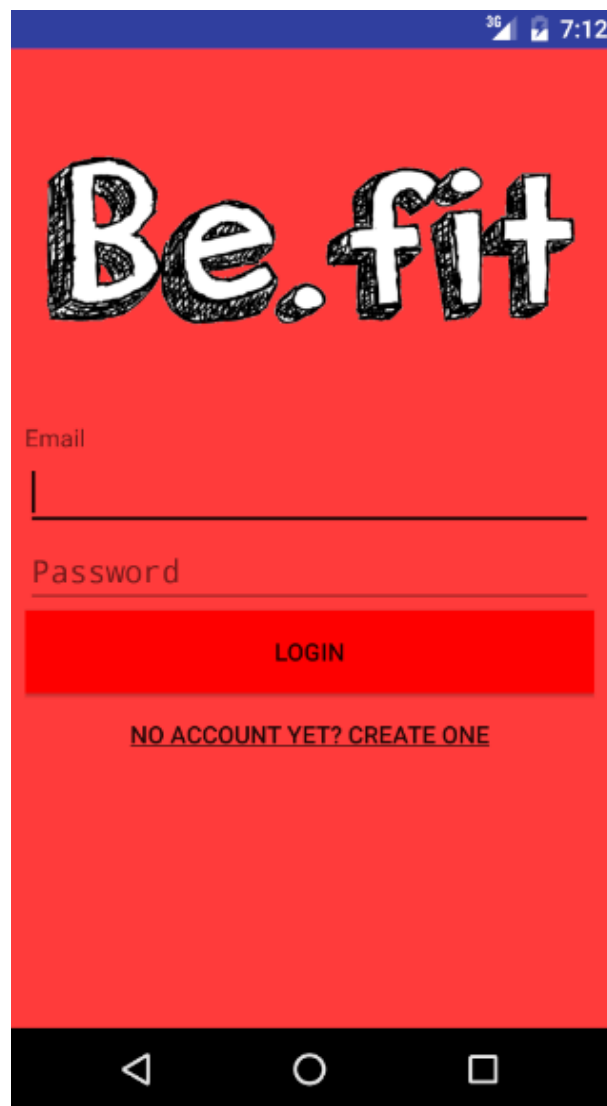 3G 7:12
Be.fit
Email
Password
LOGIN
NO ACCOUNT YET? CREATE ONE